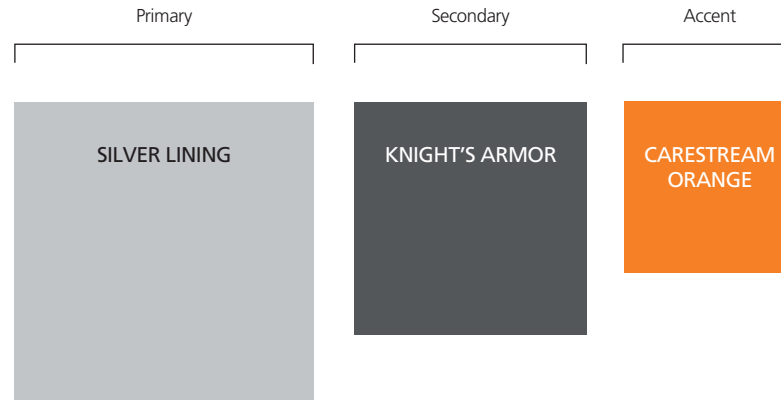 Primary
Secondary
Accent
SILVER LINING
KNIGHT’S ARMOR
CARESTREAM
ORANGE